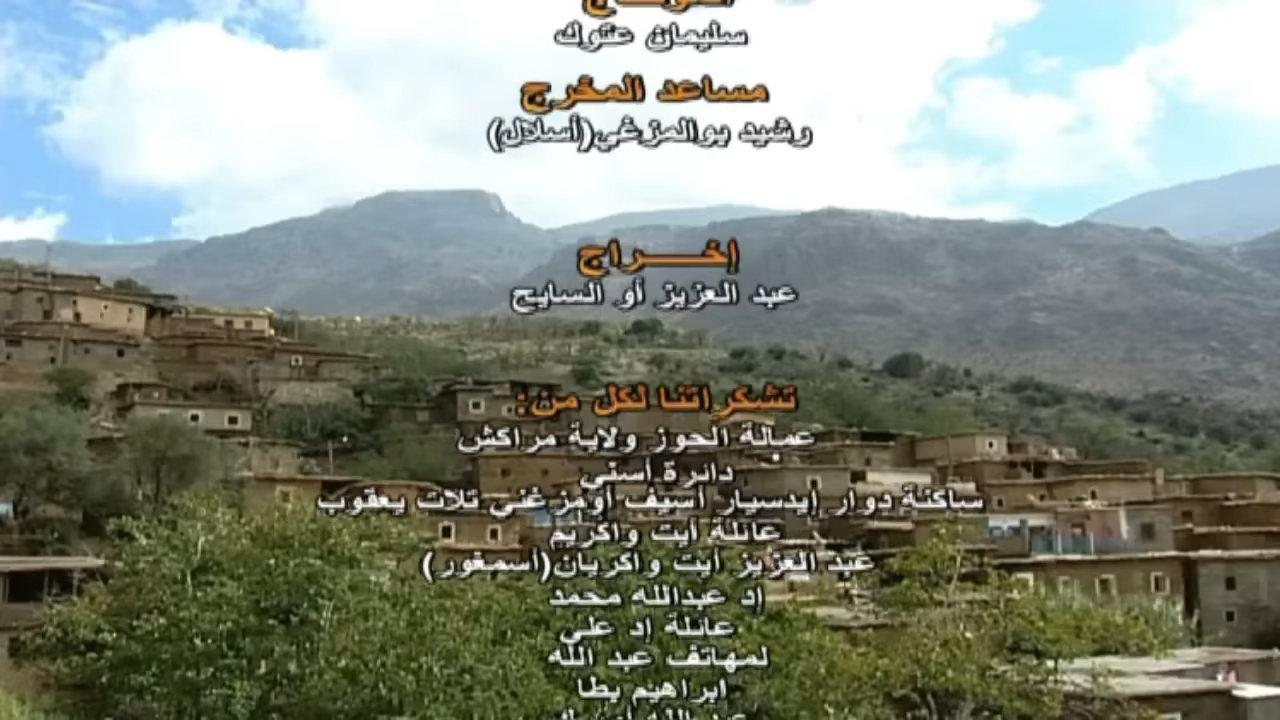 سليمان عتوك
مساعد المخرج
رشيد بوالمزغي(أسلال)
إخـــراج
عبد العزيز أو السايح
تشكراتنا لكل من:
عمالة الحوز ولاية مراكش
دائرة أسني
ساكنة دوار إيدسيار أسيف أومزغني تلات يعقوب
عائلة أيت واكريم
عبد العزيز أيت واكريان(أسمغور)
إد عبدالله محمد
عائلة إد علي
لمهاتف عبد الله
ابراهيم بطا